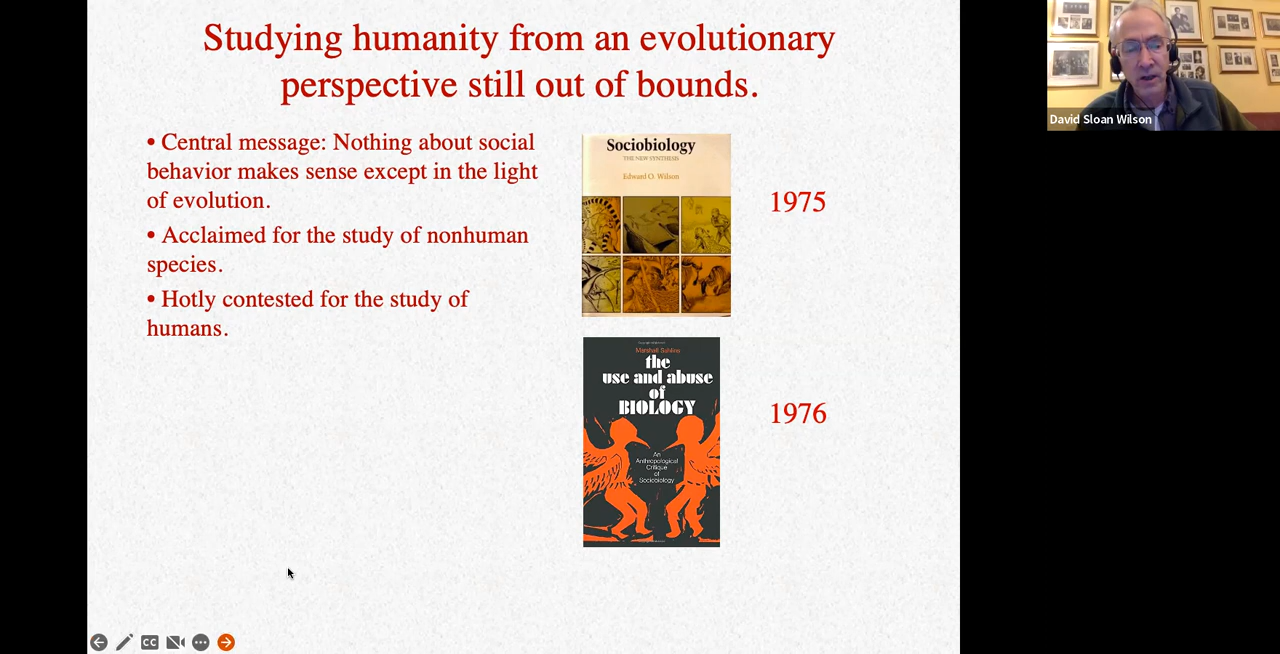 Studying humanity from an evolutionary
perspective still out of bounds.
• Central message: Nothing about social
behavior makes sense except in the light
of evolution.
• Acclaimed for the study of nonhuman
species.
• Hotly contested for the study of
humans.
Sociobiology
THE NEW SYNTHESIS
Edward O. Wilson
1975
Marshall Sahlins
the
use and abuse
of
BIOLOGY
An
Anthropological
Critique
of
Sociobiology
1976
CC
David Sloan Wilson